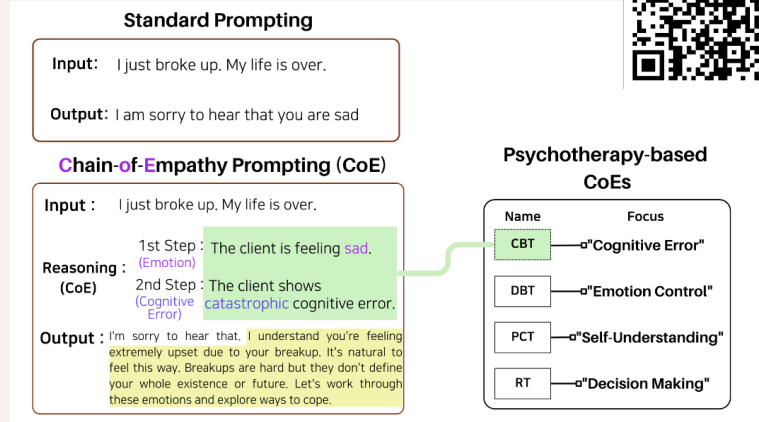 Standard Prompting
Input: I just broke up. My life is over.
Output: I am sorry to hear that you are sad
Chain-of-Empathy Prompting (CoE)
Input : I just broke up. My life is over.
Reasoning :
(CoE)
1st Step : The client is feeling sad.
(Emotion)
2nd Step : The client shows
(Cognitive catastrophic cognitive error.
Error)
Output : I'm sorry to hear that. I understand you're feeling
extremely upset due to your breakup. It's natural to
feel this way. Breakups are hard but they don't define
your whole existence or future. Let's work through
these emotions and explore ways to cope.
Psychotherapy-based
CoEs
Name Focus
CBT "Cognitive Error"
DBT "Emotion Control"
PCT "Self-Understanding"
RT "Decision Making"